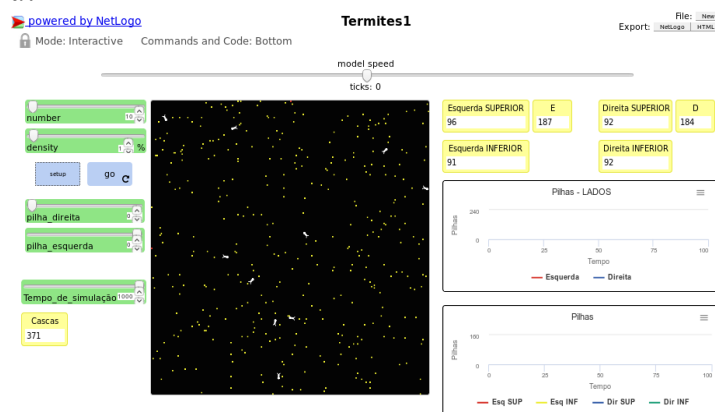 powered by NetLogo
Termites1
File: New
Export: NetLogo HTML
Mode: Interactive
Commands and Code: Bottom
model speed
ticks: 0
number 10
density 1 %
setup
go
pilha_direita 0
pilha_esquerda 0
Tempo_de_simulação 1000
Cascas
371
Esquerda SUPERIOR
96
E
187
Direita SUPERIOR
92
D
184
Esquerda INFERIOR
91
Direita INFERIOR
92
Pilhas - LADOS
Pilhas
240
0
0 25 50 75 100
Tempo
Esquerda Direita
Pilhas
Pilhas
160
0
0 25 50 75 100
Tempo
Esq SUP Esq INF Dir SUP Dir INF